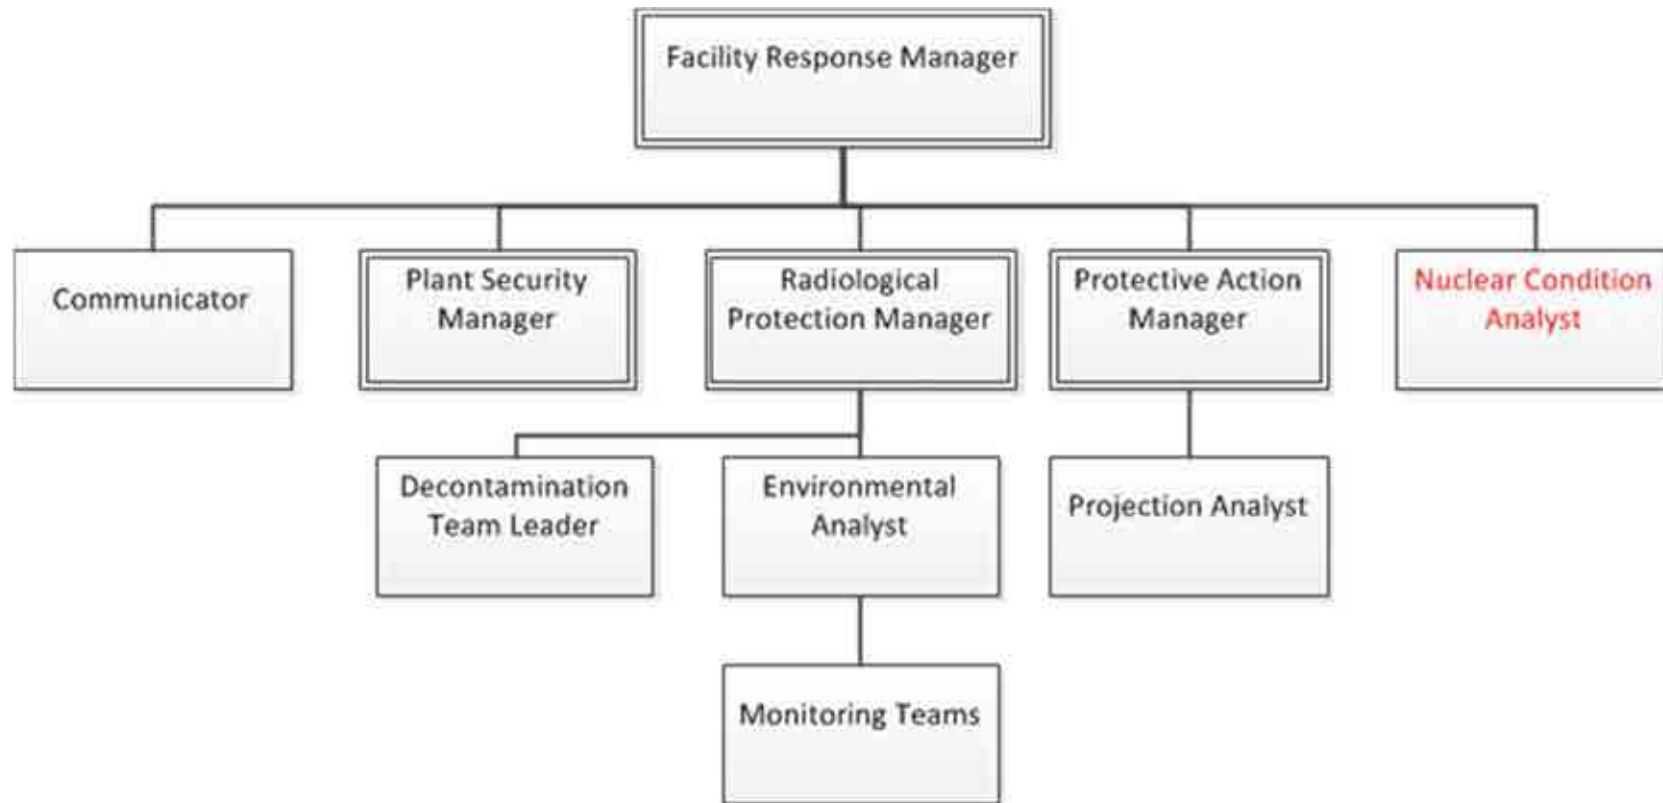 Facility Response Manager
Communicator
Plant Security
Manager
Radiological
Protection Manager
Protective Action
Manager
Nuclear Condition
Analyst
Decontamination
Team Leader
Environmental
Analyst
Projection Analyst
Monitoring Teams